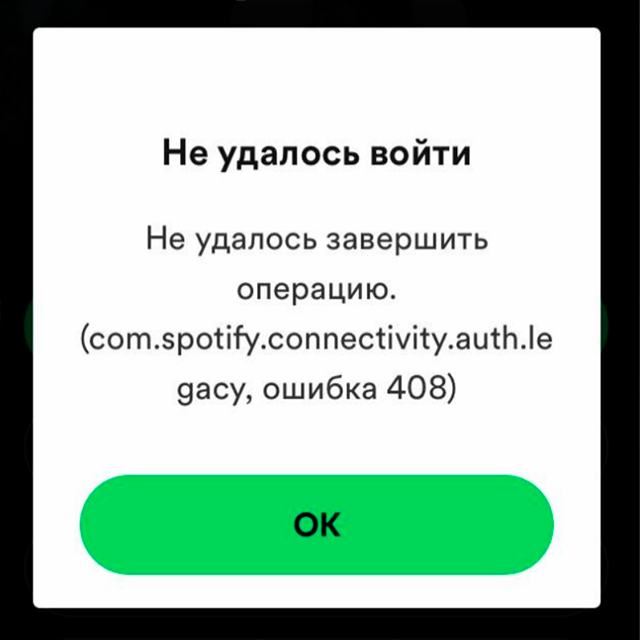 Не удалось войти
Не удалось завершить
операцию.
(com.spotify.connectivity.auth.le
gacy, ошибка 408)
OK